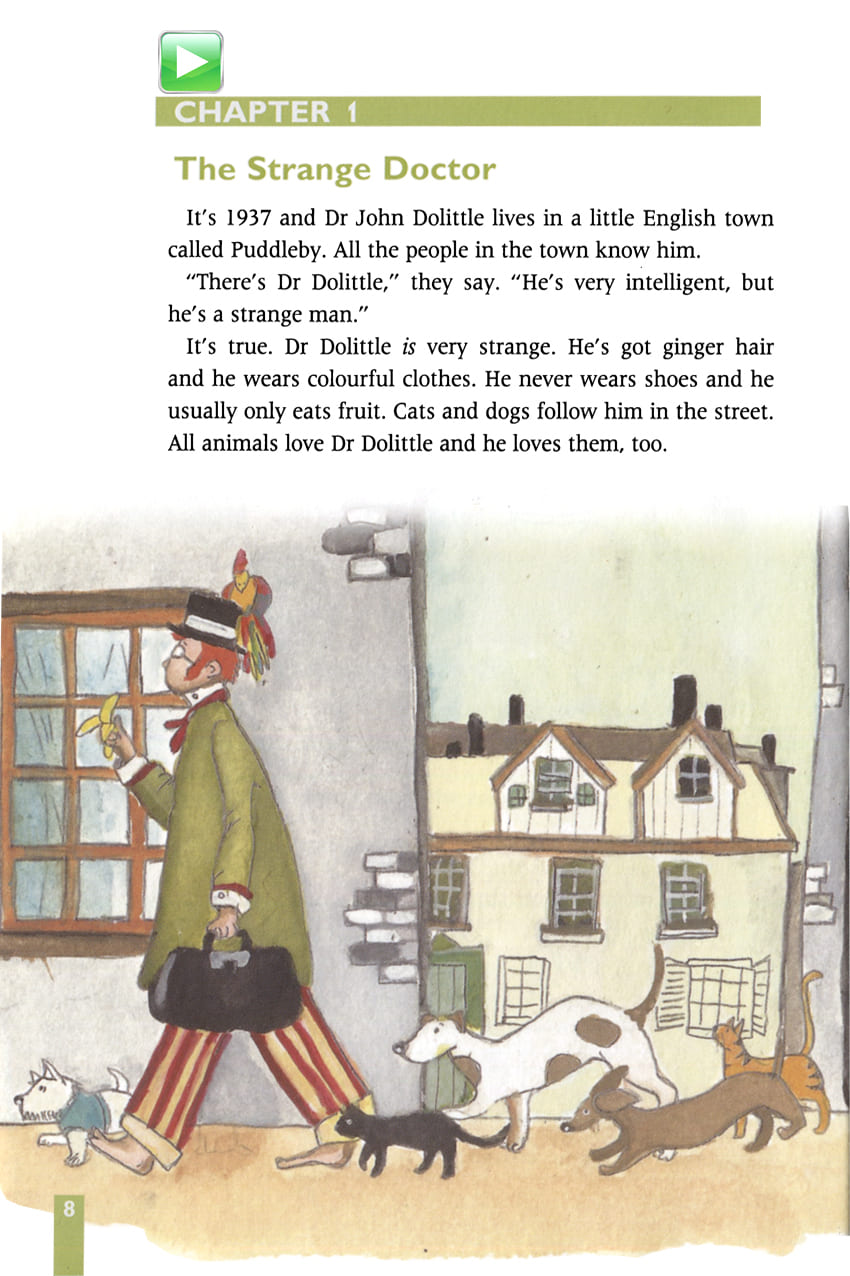 CHAPTER 1
The Strange Doctor
It's 1937 and Dr John Dolittle lives in a little English town
called Puddleby. All the people in the town know him.
"There's Dr Dolittle," they say. "He's very intelligent, but
he's a strange man."
It's true. Dr Dolittle is very strange. He's got ginger hair
and he wears colourful clothes. He never wears shoes and he
usually only eats fruit. Cats and dogs follow him in the street.
All animals love Dr Dolittle and he loves them, too.
8